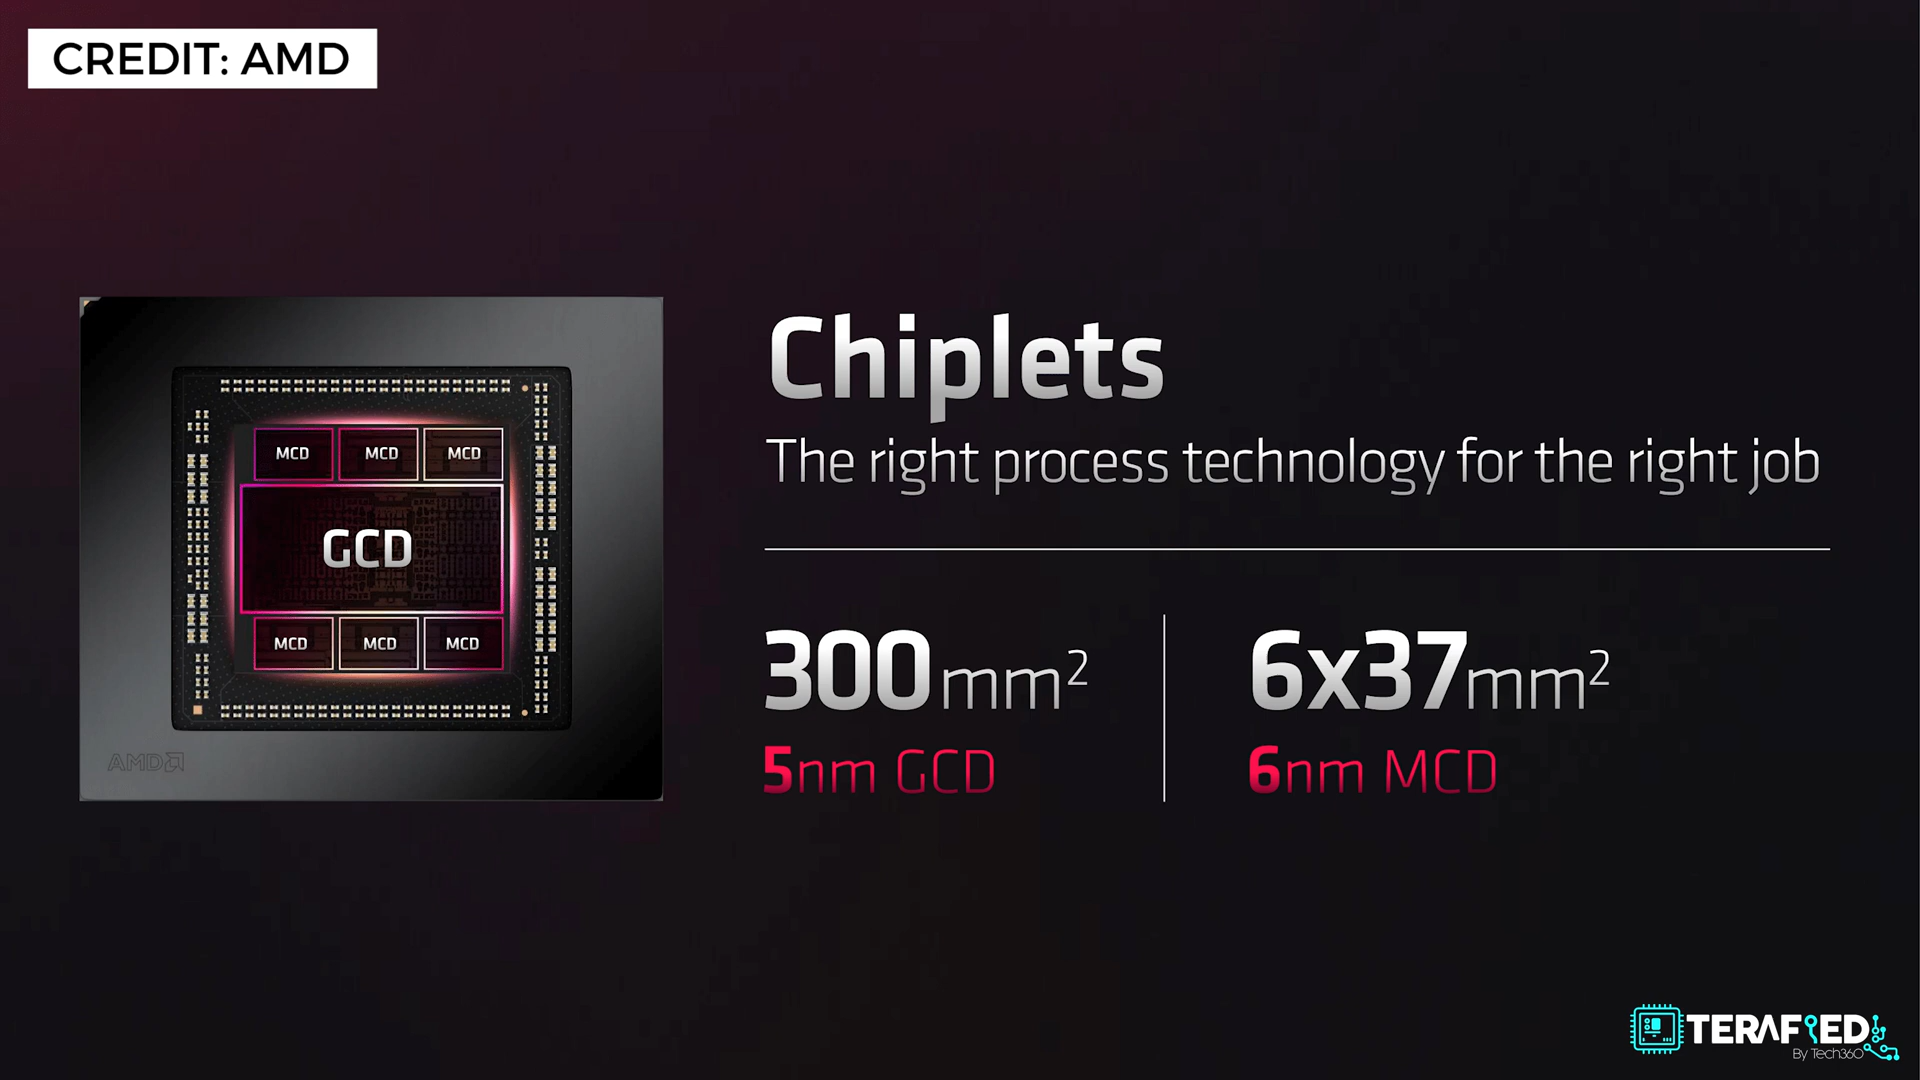 CREDIT: AMD
Chiplets
The right process technology for the right job
MCD MCD MCD
GCD
MCD MCD MCD
300mm²
5nm GCD
6x37mm²
6nm MCD
AMD
TERAFIED
By Tech360